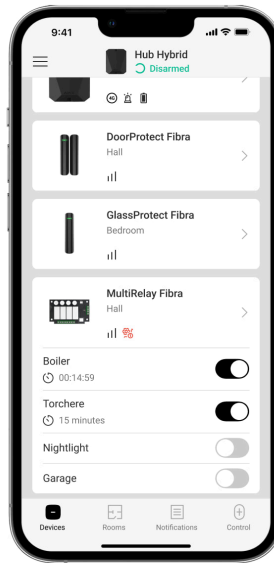 9:41
Hub Hybrid
Disarmed
4G
DoorProtect Fibra
Hall
GlassProtect Fibra
Bedroom
MultiRelay Fibra
Hall
Boiler
00:14:59
Torchere
15 minutes
Nightlight
Garage
Devices Rooms Notifications Control